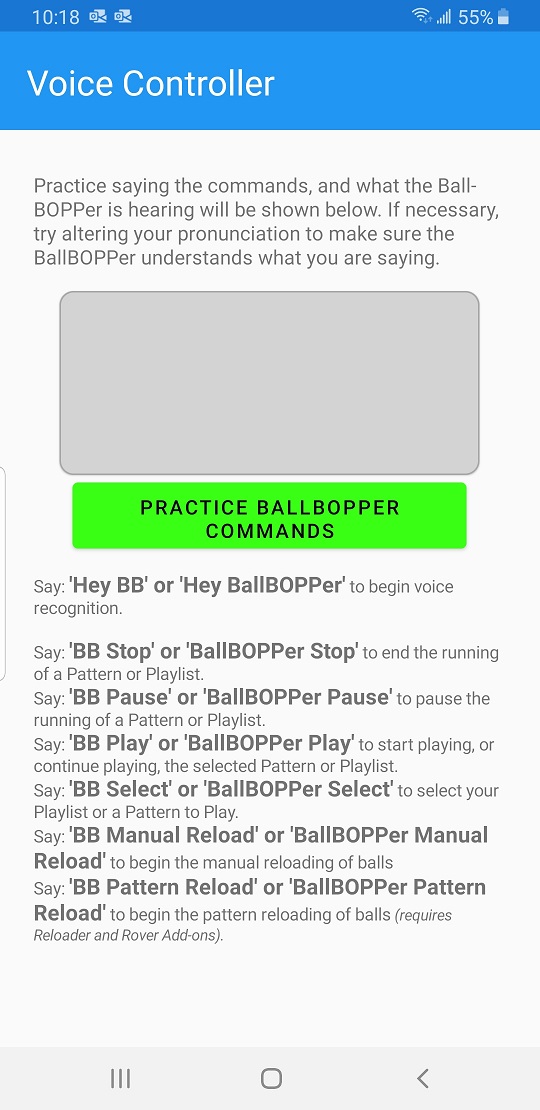 10:18 55%
Voice Controller
Practice saying the commands, and what the Ball-
BOPPer is hearing will be shown below. If necessary,
try altering your pronunciation to make sure the
BallBOPPer understands what you are saying.
PRACTICE BALLBOPPER
COMMANDS
Say: 'Hey BB' or 'Hey BallBOPPer' to begin voice
recognition.
Say: 'BB Stop' or 'BallBOPPer Stop' to end the running
of a Pattern or Playlist.
Say: 'BB Pause' or 'BallBOPPer Pause' to pause the
running of a Pattern or Playlist.
Say: 'BB Play' or 'BallBOPPer Play' to start playing, or
continue playing, the selected Pattern or Playlist.
Say: 'BB Select' or 'BallBOPPer Select' to select your
Playlist or a Pattern to Play.
Say: 'BB Manual Reload' or 'BallBOPPer Manual
Reload' to begin the manual reloading of balls
Say: 'BB Pattern Reload' or 'BallBOPPer Pattern
Reload' to begin the pattern reloading of balls (requires
Reloader and Rover Add-ons).